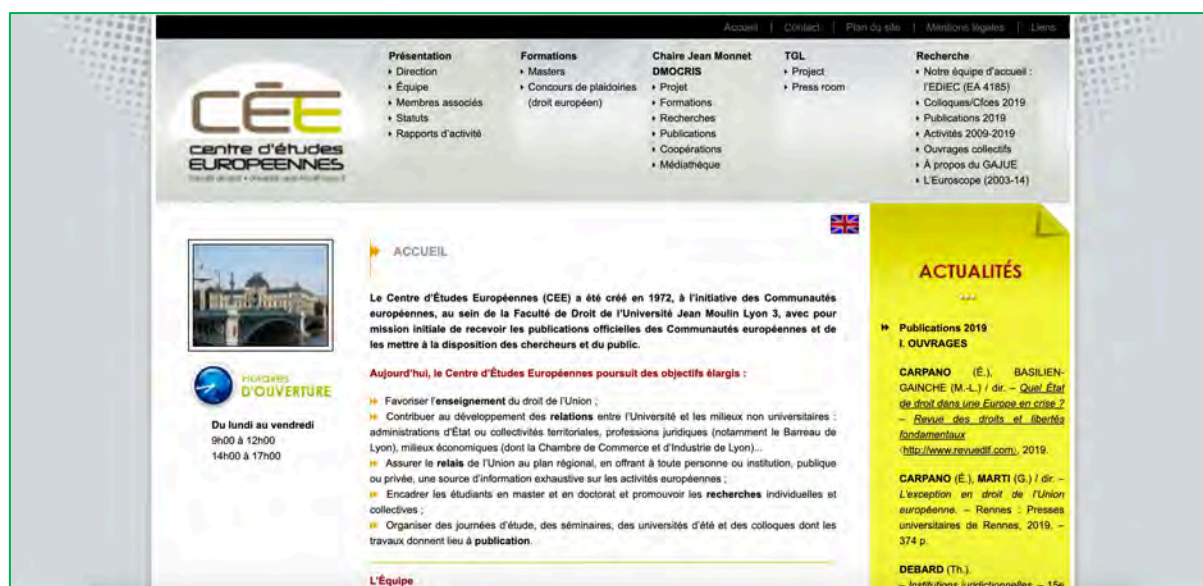 Accueil | Contact | Plan du site | Mentions légales | Liens
Présentation
Direction
Équipe
Membres associés
Statuts
Rapports d'activité
Formations
Masters
Concours de plaidoiries
(droit européen)
Chaire Jean Monnet
DMOCRIS
Projet
Formations
Recherches
Publications
Coopérations
Médiathèque
TGL
Project
Press room
Recherche
Notre équipe d'accueil :
l'EDIEC (EA 4185)
Colloques/Cfces 2019
Publications 2019
Activités 2009-2019
Ouvrages collectifs
À propos du GAJUE
L'Euroscope (2003-14)
CÉE
centre d'études
EUROPEENNES
HORAIRES
D'OUVERTURE
Du lundi au vendredi
9h00 à 12h00
14h00 à 17h00
ACCUEIL
Le Centre d'Études Européennes (CEE) a été créé en 1972, à l'initiative des Communautés
européennes, au sein de la Faculté de Droit de l'Université Jean Moulin Lyon 3, avec pour
mission initiale de recevoir les publications officielles des Communautés européennes et de
les mettre à la disposition des chercheurs et du public.
Aujourd'hui, le Centre d'Études Européennes poursuit des objectifs élargis :
Favoriser l'enseignement du droit de l'Union ;
Contribuer au développement des relations entre l'Université et les milieux non universitaires :
administrations d'État ou collectivités territoriales, professions juridiques (notamment le Barreau de
Lyon), milieux économiques (dont la Chambre de Commerce et d'Industrie de Lyon)...
Assurer le relais de l'Union au plan régional, en offrant à toute personne ou institution, publique
ou privée, une source d'information exhaustive sur les activités européennes ;
Encadrer les étudiants en master et en doctorat et promouvoir les recherches individuelles et
collectives ;
Organiser des journées d'étude, des séminaires, des universités d'été et des colloques dont les
travaux donnent lieu à publication.
L'Équipe
ACTUALITÉS
...
Publications 2019
I. OUVRAGES
CARPANO (É.), BASILIEN-
GAINCHE (M.-L.) / dir. – Quel État
de droit dans une Europe en crise ?
– Revue des droits et libertés
fondamentaux
(http://www.revuedlf.com), 2019.
CARPANO (É.), MARTI (G.) / dir. –
L'exception en droit de l'Union
européenne. – Rennes : Presses
universitaires de Rennes, 2019. –
374 p.
DEBARD (Th.).
– Institutions juridictionnelles. – 15e